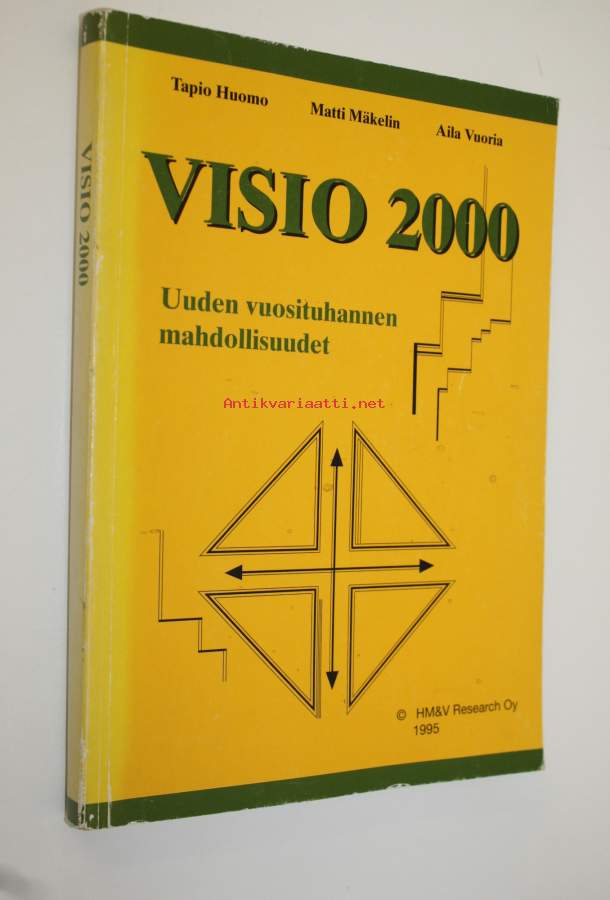 Tapio Huomo Matti Mäkelin Aila Vuoria
VISIO 2000
Uuden vuosituhannen
mahdollisuudet
Antikvariaatti.net
© HM&V Research Oy
1995
VISIO 2000